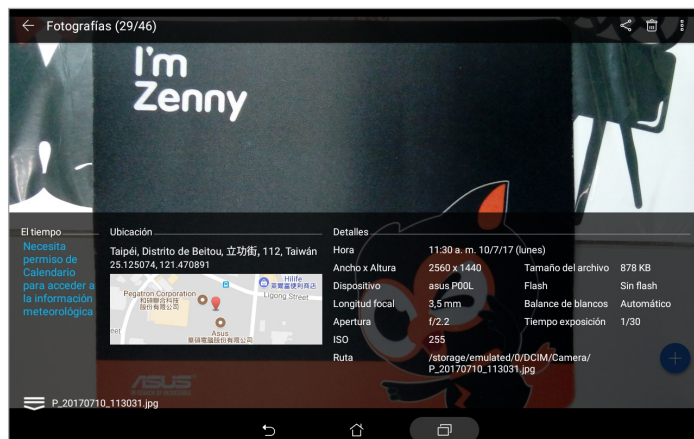 Fotografías (29/46)
I'm
Zenny
El tiempo
Necesita
permiso de
Calendario
para acceder a
la información
meteorológica
Ubicación
Taipéi, Distrito de Beitou, 立功街, 112, Taiwán
25.125074, 121.470891
Hilife
萊爾富便利商店
Ligong Street
Pegatron Corporation
和碩聯合科技
股份有限公司
eet
Asus
華碩電腦股份有限公司
Detalles
Hora 11:30 a. m. 10/7/17 (lunes)
Ancho x Altura 2560 x 1440 Tamaño del archivo 878 KB
Dispositivo asus P00L Flash Sin flash
Longitud focal 3,5 mm Balance de blancos Automático
Apertura f/2.2 Tiempo exposición 1/30
ISO 255
Ruta /storage/emulated/0/DCIM/Camera/
P_20170710_113031.jpg
ASUS
IN SEARCH OF INCREDIBLE
P_20170710_113031.jpg